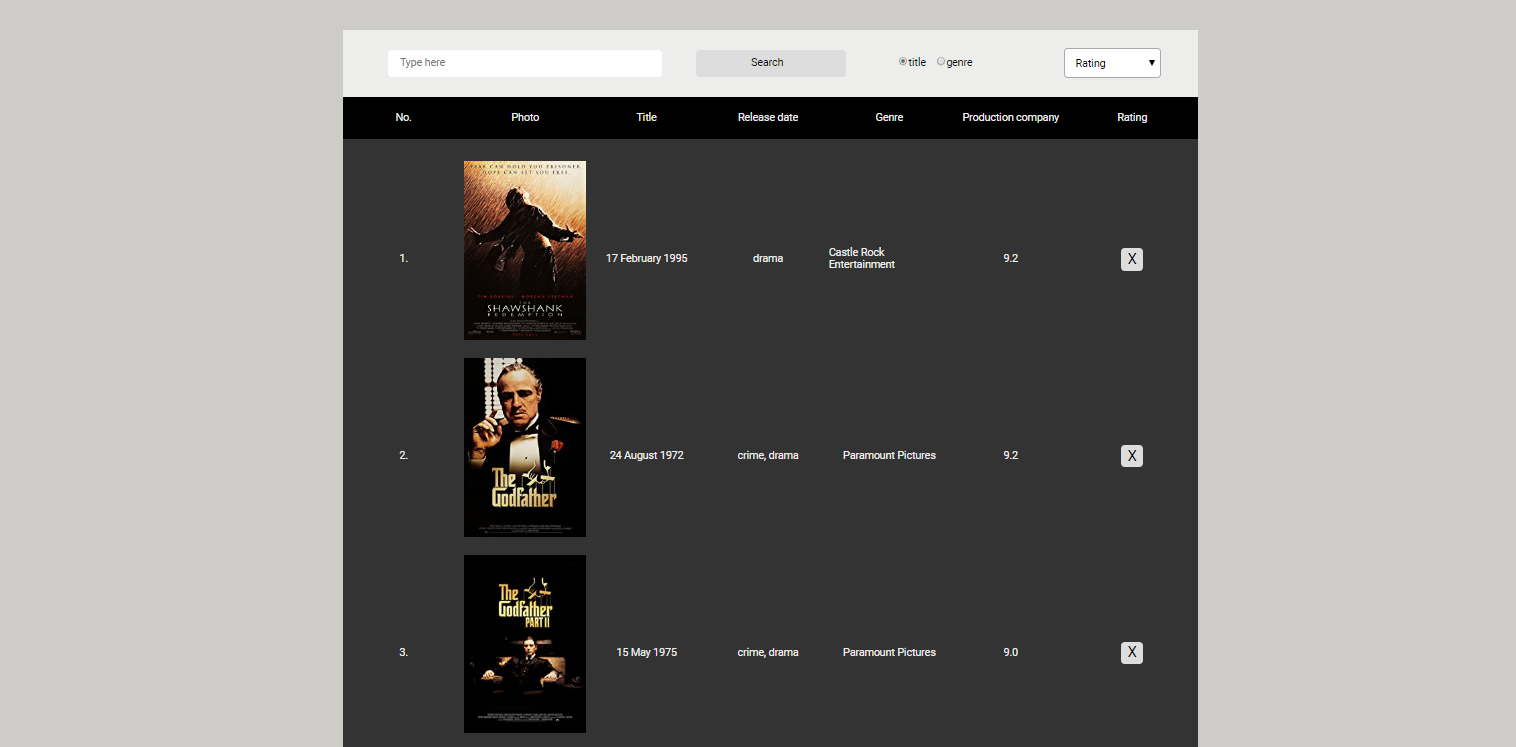 Type here
Search
title
genre
Rating
No. Photo Title Release date Genre Production company Rating
FEAR CAN HOLD YOU PRISONER.
HOPE CAN SET YOU FREE.
TIM ROBBINS MORGAN FREEMAN
THE
SHAWSHANK
REDEMPTION
1. 17 February 1995 drama Castle Rock
Entertainment
9.2 X
The
Godfather
2. 24 August 1972 crime, drama Paramount Pictures 9.2 X
The
Godfather
PART II
3. 15 May 1975 crime, drama Paramount Pictures 9.0 X